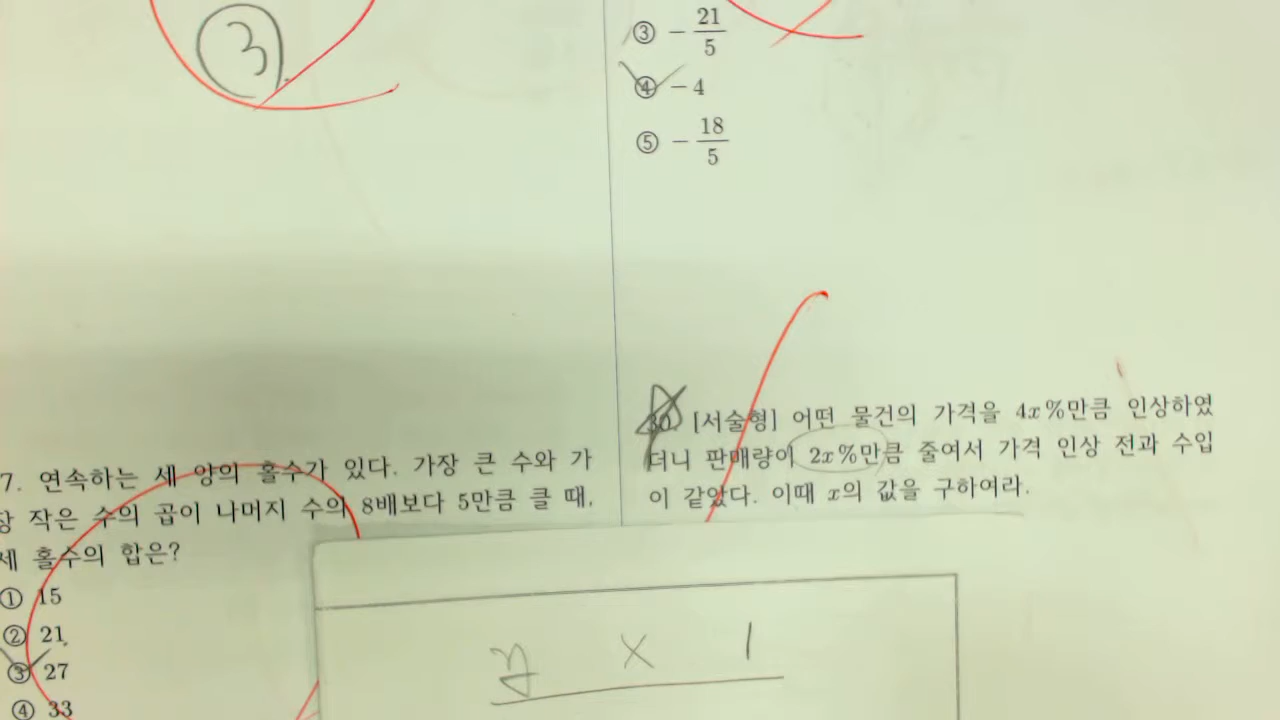 ③
7. 연속하는 세 양의 홀수가 있다. 가장 큰 수와 가
장 작은 수의 곱이 나머지 수의 8배보다 5만큼 클 때,
세 홀수의 합은?
① 15
② 21
③ 27
④ 33
③ -21/5
④ -4
⑤ -18/5
30. [서술형] 어떤 물건의 가격을 4x%만큼 인상하였
더니 판매량이 2x%만큼 줄여서 가격 인상 전과 수입
이 같았다. 이때 x의 값을 구하여라.
x 1